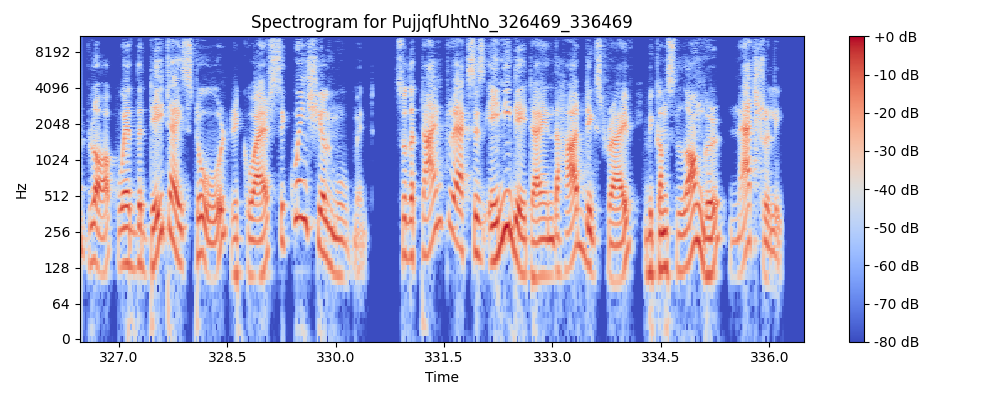 Spectrogram for PujjqfUhtNo_326469_336469
8192
4096
2048
1024
512
256
128
64
0
Hz
327.0 328.5 330.0 331.5 333.0 334.5 336.0
Time
+0 dB
-10 dB
-20 dB
-30 dB
-40 dB
-50 dB
-60 dB
-70 dB
-80 dB